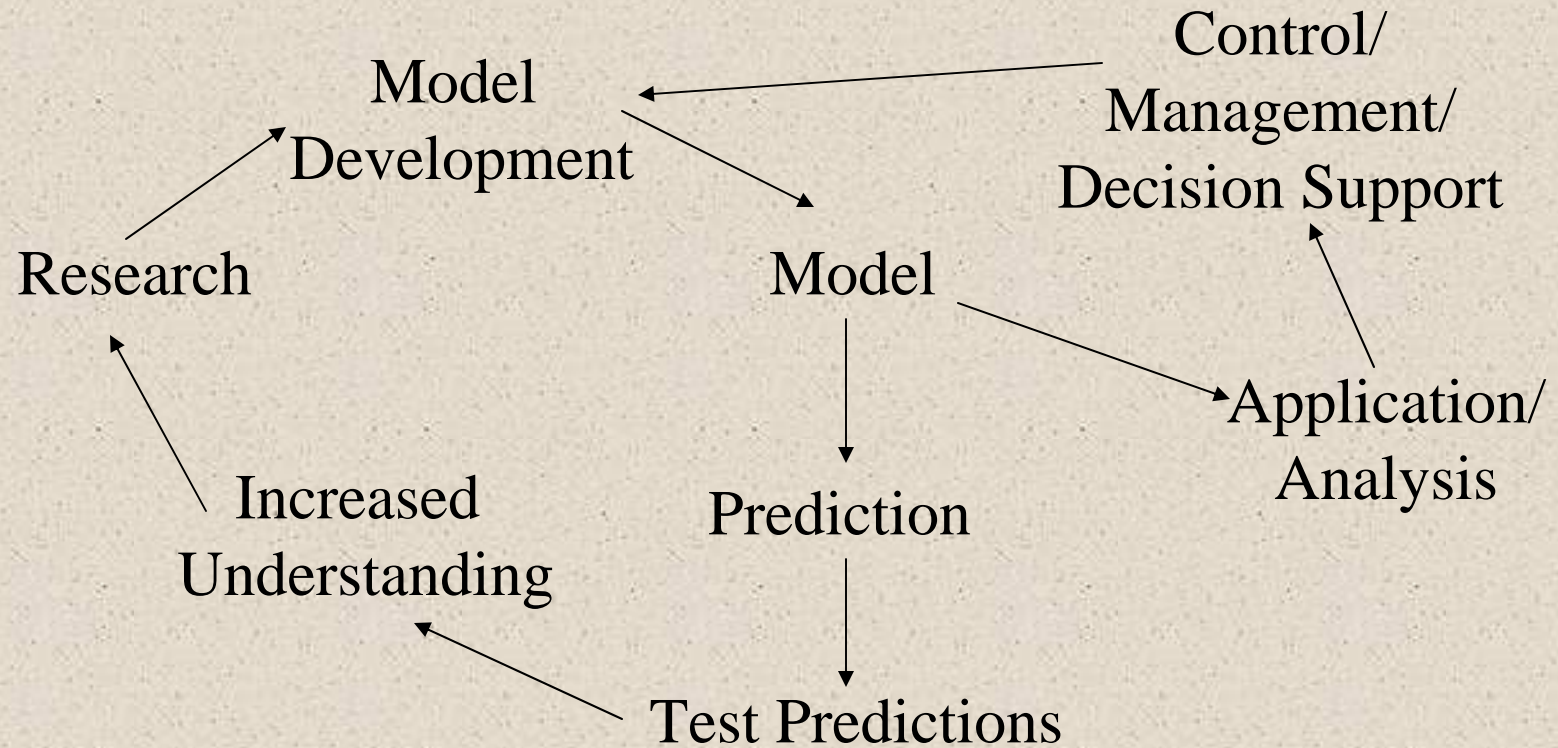 Control/
Management/
Decision Support
Model
Development
Research
Model
Application/
Analysis
Increased
Understanding
Prediction
Test Predictions